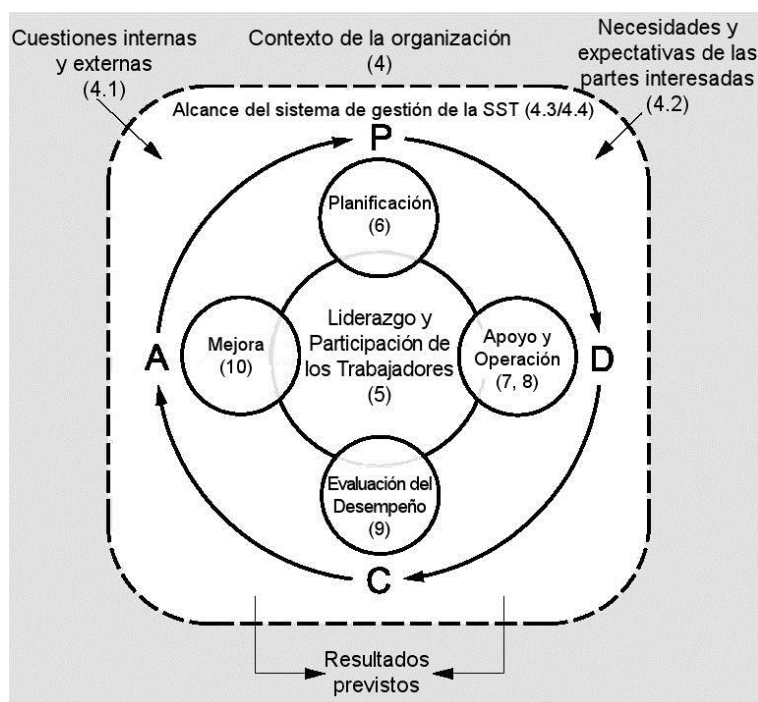 Cuestiones internas
y externas
(4.1)
Contexto de la organización
(4)
Necesidades y
expectativas de las
partes interesadas
(4.2)
Alcance del sistema de gestión de la SST (4.3/4.4)
P
Planificación
(6)
A
Mejora
(10)
Liderazgo y
Participación de
los Trabajadores
(5)
Apoyo y
Operación
(7, 8)
D
Evaluación del
Desempeño
(9)
C
Resultados
previstos